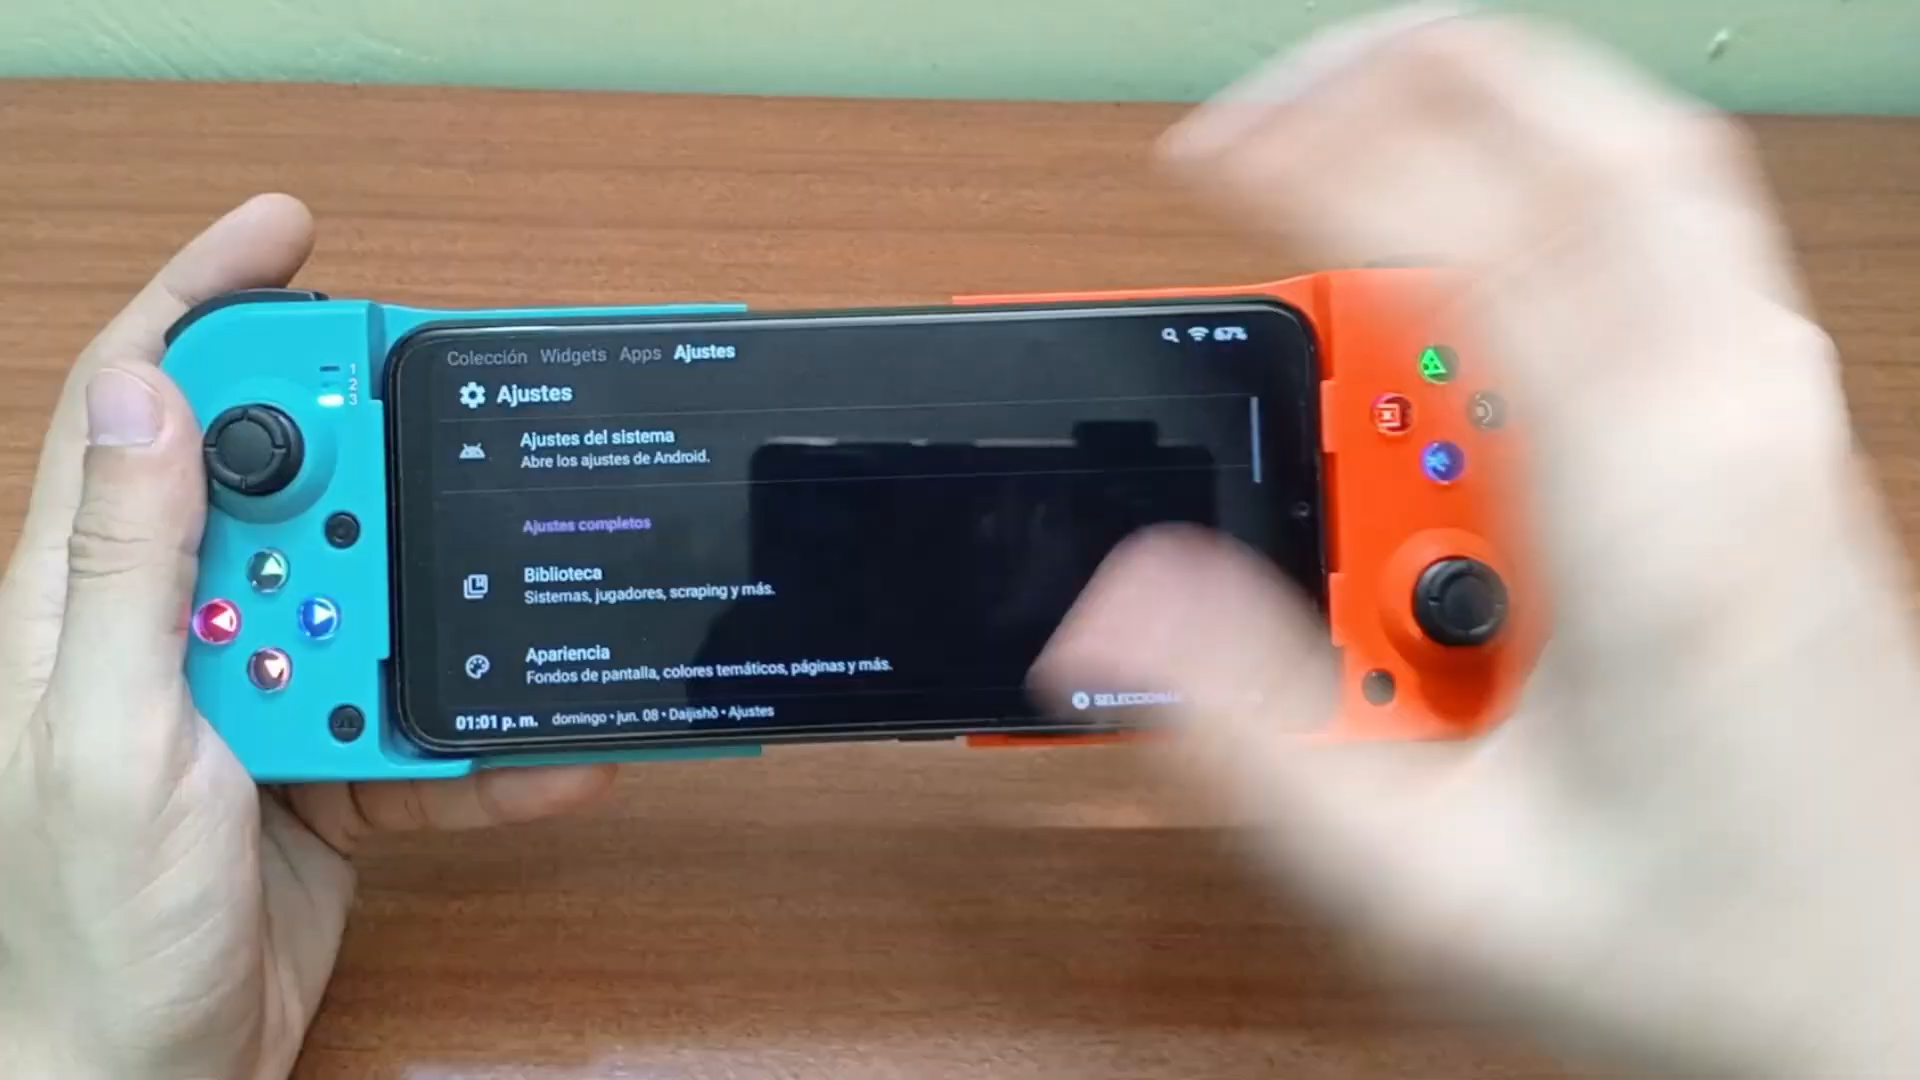 Colección Widgets Apps Ajustes
67%
Ajustes
Ajustes del sistema
Abre los ajustes de Android.
Ajustes completos
Biblioteca
Sistemas, jugadores, scraping y más.
Apariencia
Fondos de pantalla, colores temáticos, páginas y más.
01:01 p. m. domingo • jun. 08 • Daijishō • Ajustes
1
2
3